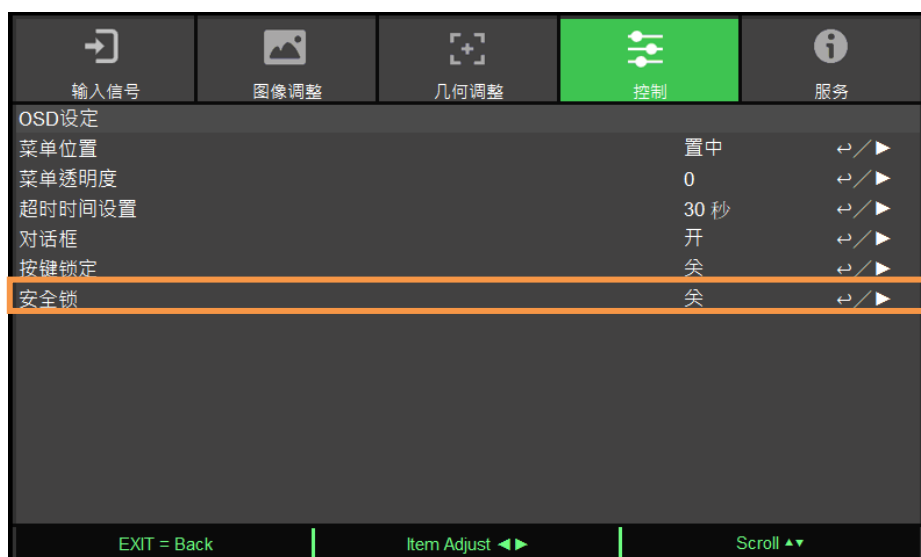 输入信号 图像调整 几何调整 控制 服务
OSD设定
菜单位置 置中 ↩/▶
菜单透明度 0 ↩/▶
超时时间设置 30 秒 ↩/▶
对话框 开 ↩/▶
按键锁定 关 ↩/▶
安全锁 关 ↩/▶
EXIT = Back Item Adjust ◀▶ Scroll ▲▼